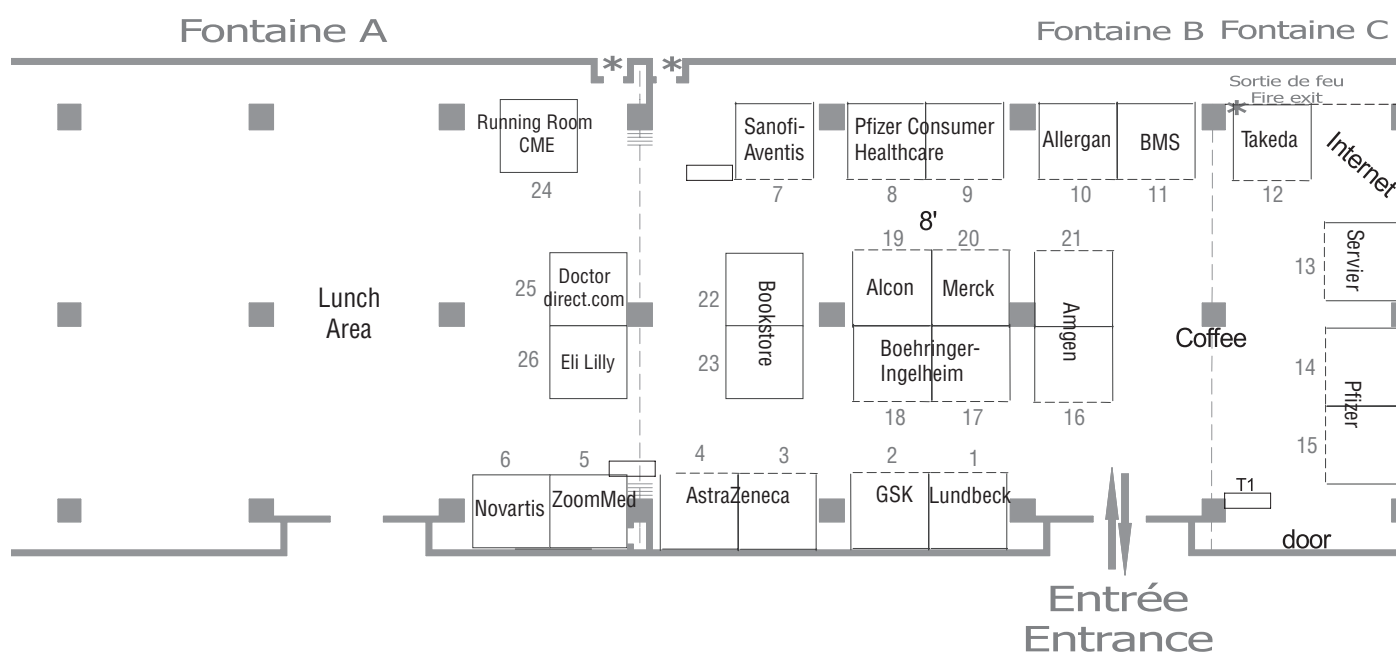 Fontaine A
Fontaine B
Fontaine C
*
*
Sortie de feu
Fire exit
*
Running Room
CME
24
Sanofi-
Aventis
7
Pfizer Consumer
Healthcare
8
9
Allergan
10
BMS
11
Takeda
12
Internet
8'
19
20
21
Lunch
Area
25
Doctor
direct.com
26
Eli Lilly
22
23
Bookstore
Alcon
Merck
Boehringer-
Ingelheim
18
17
Amgen
16
Coffee
13
Servier
14
15
Pfizer
6
5
4
3
2
1
Novartis
ZoomMed
AstraZeneca
GSK
Lundbeck
T1
door
Entrée
Entrance